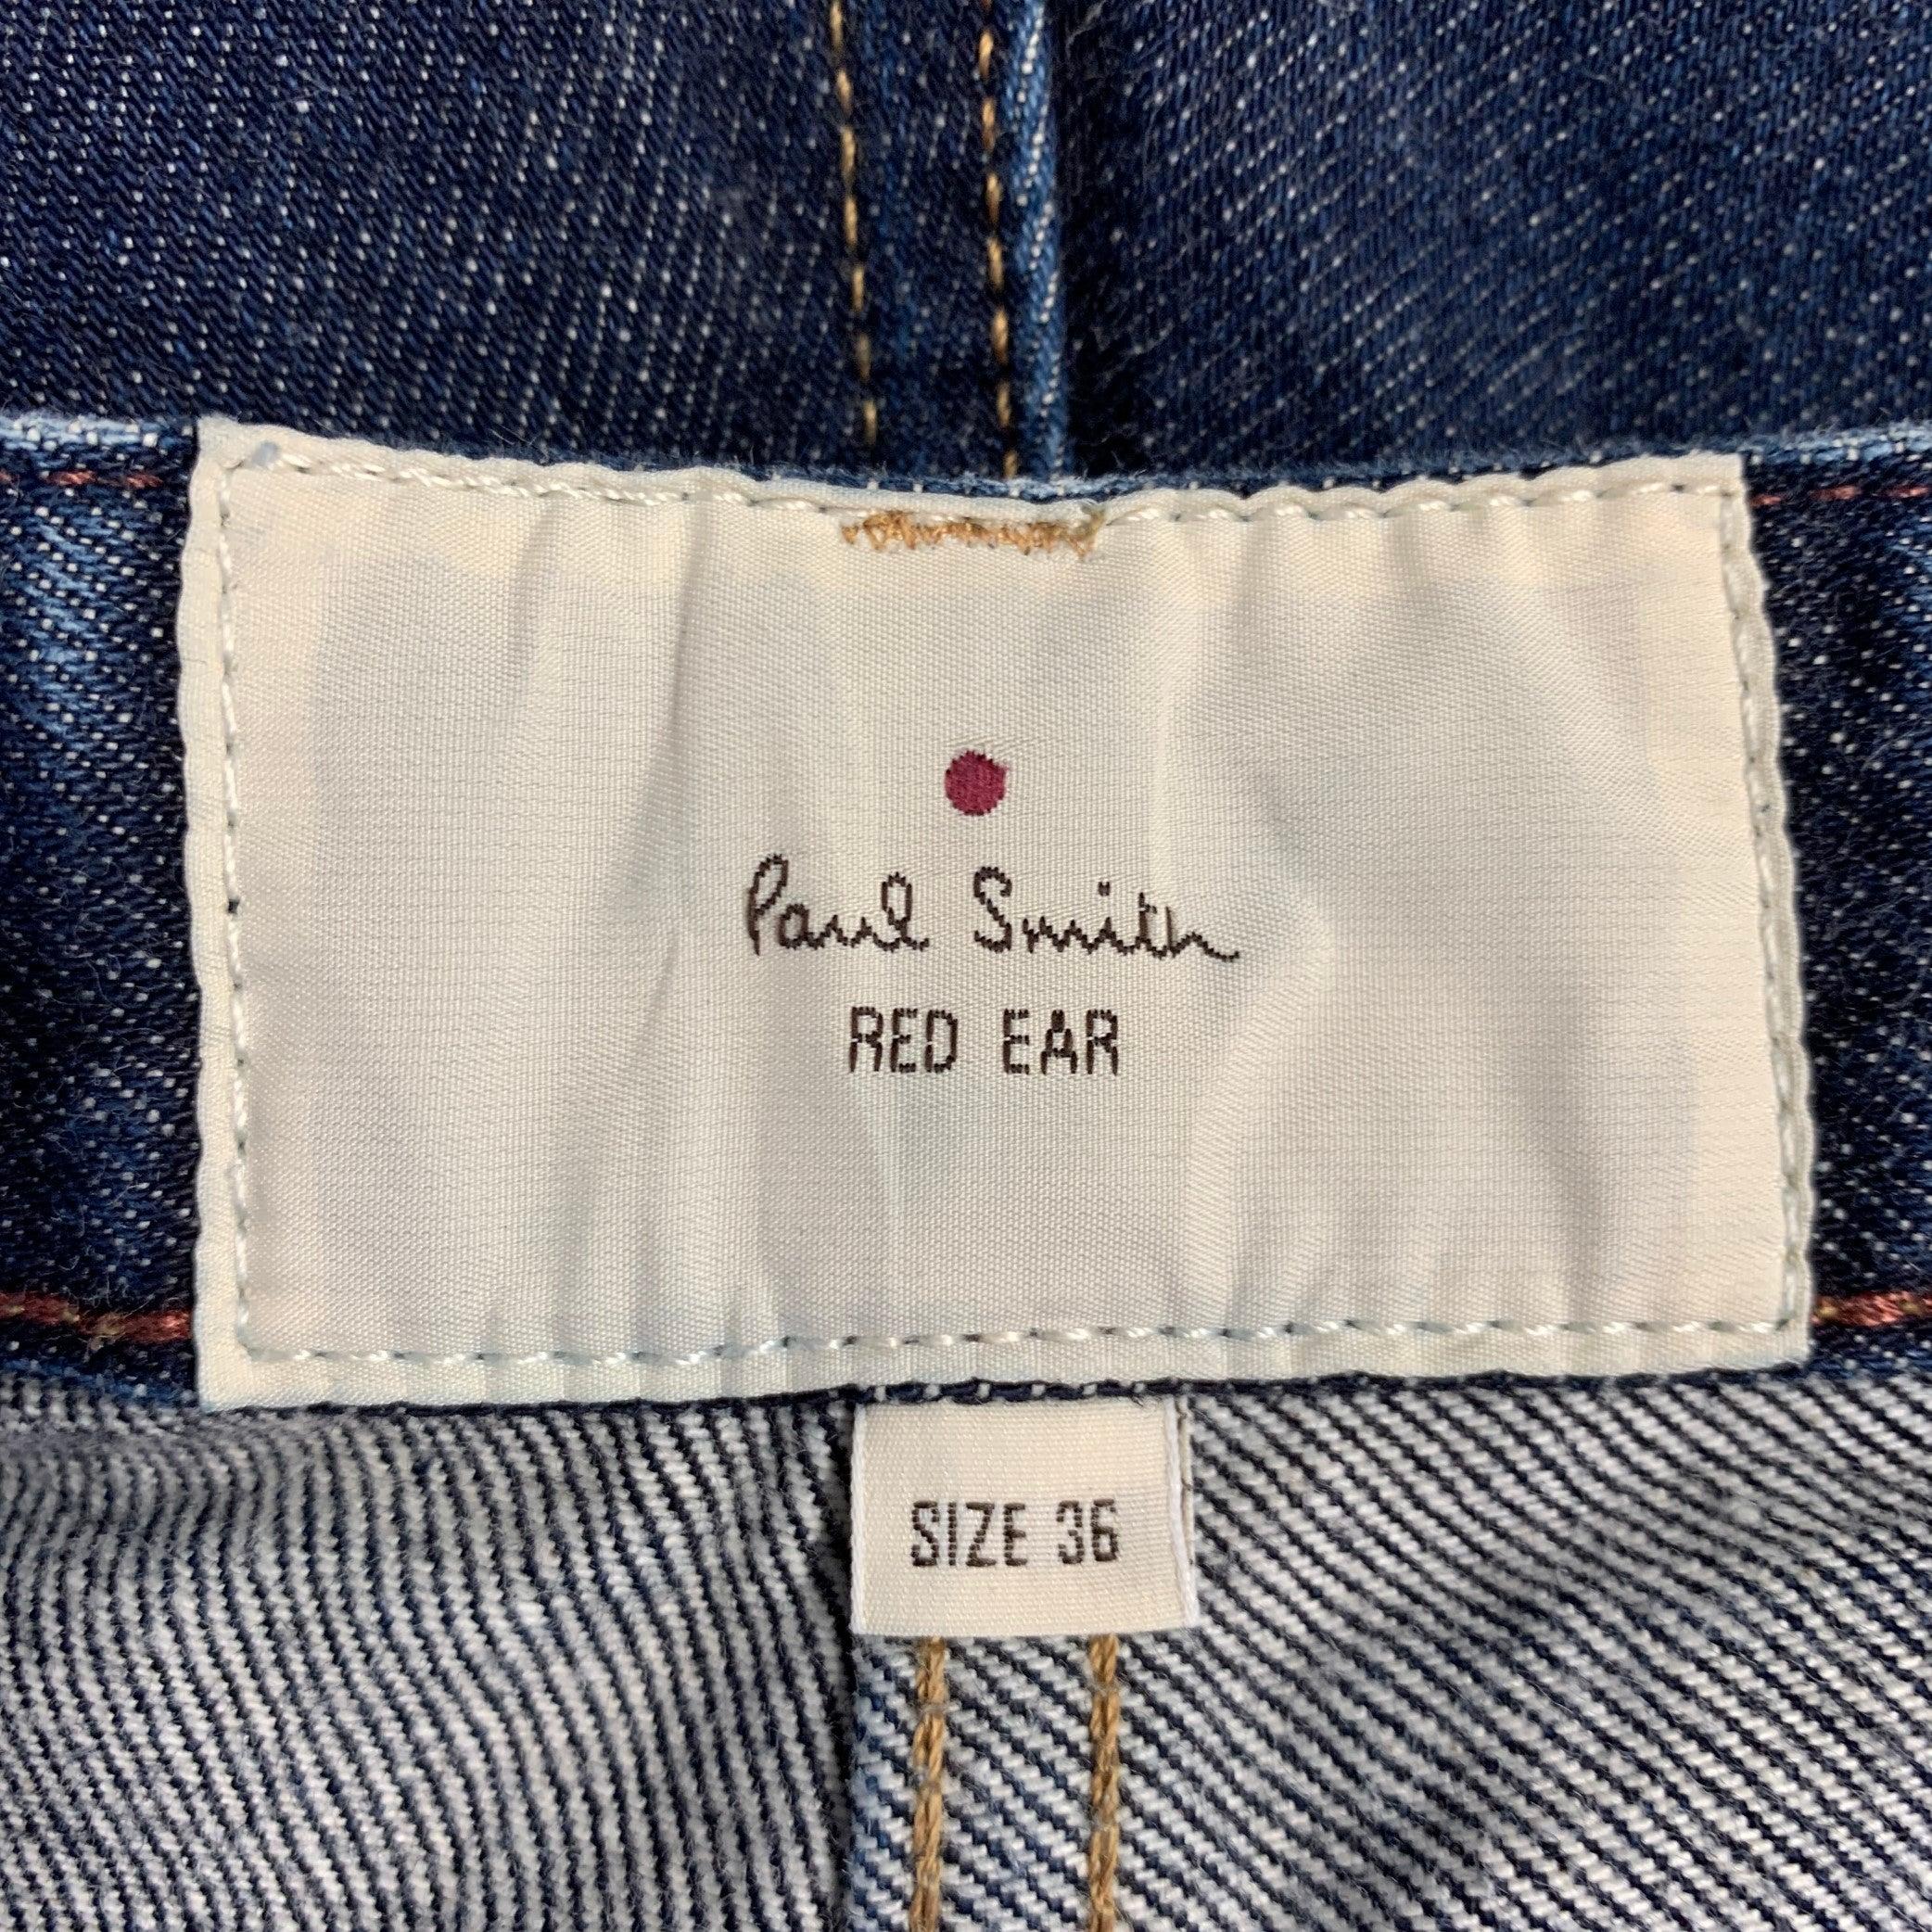 Paul Smith
RED EAR
SIZE 36